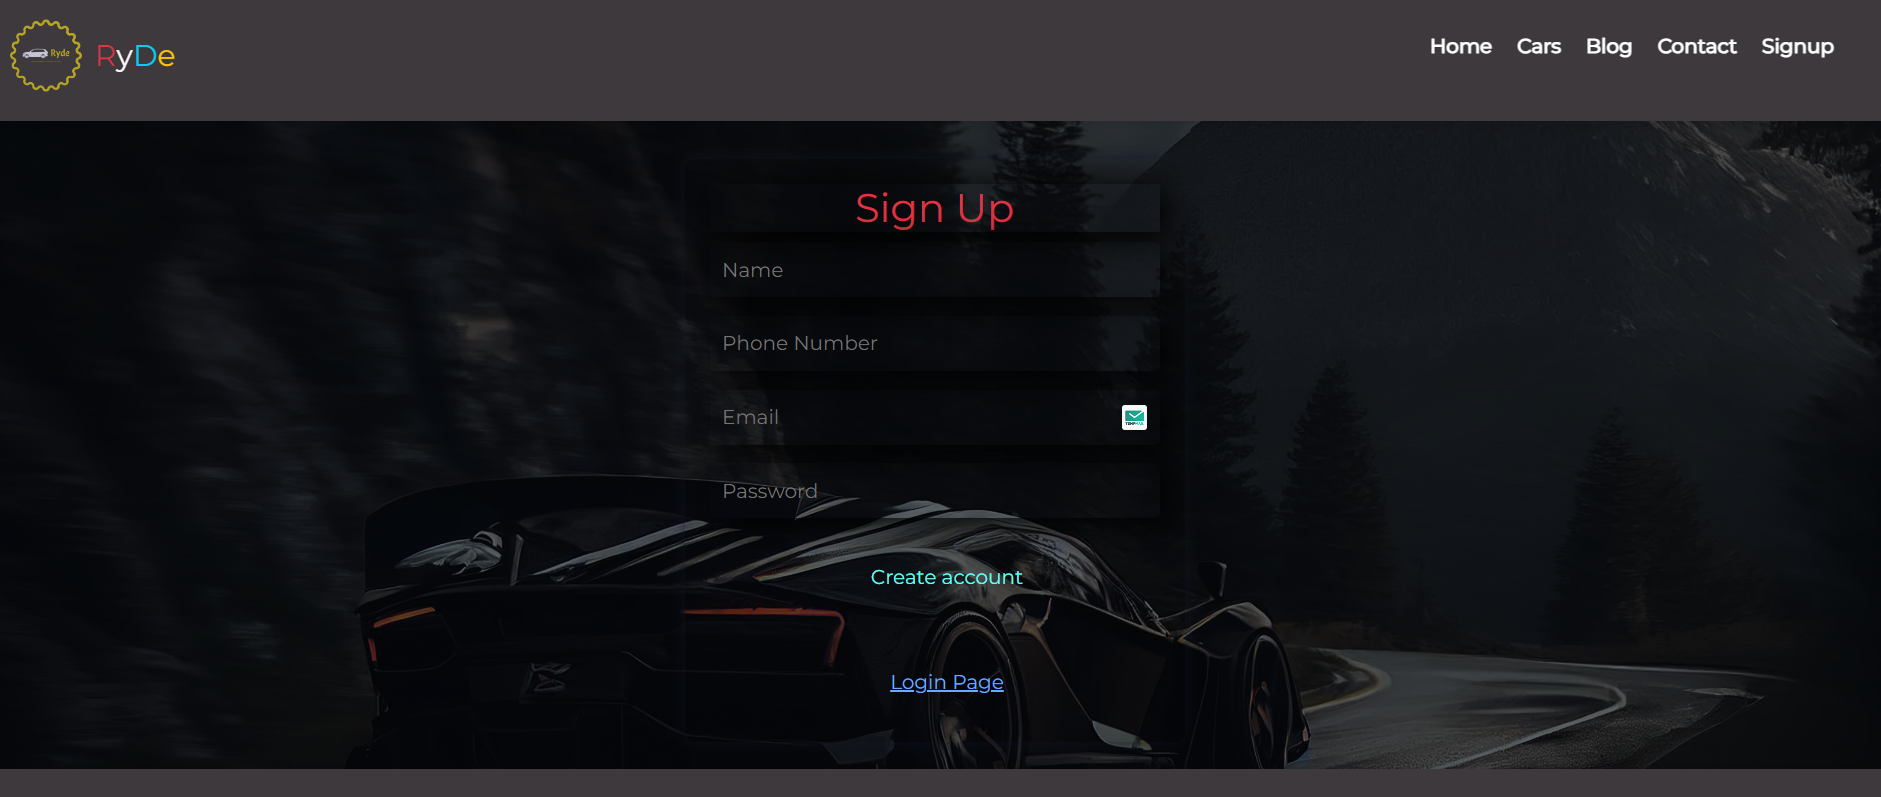 Ryde
RyDe
Home Cars Blog Contact Signup
Sign Up
Name
Phone Number
Email
Password
Create account
Login Page